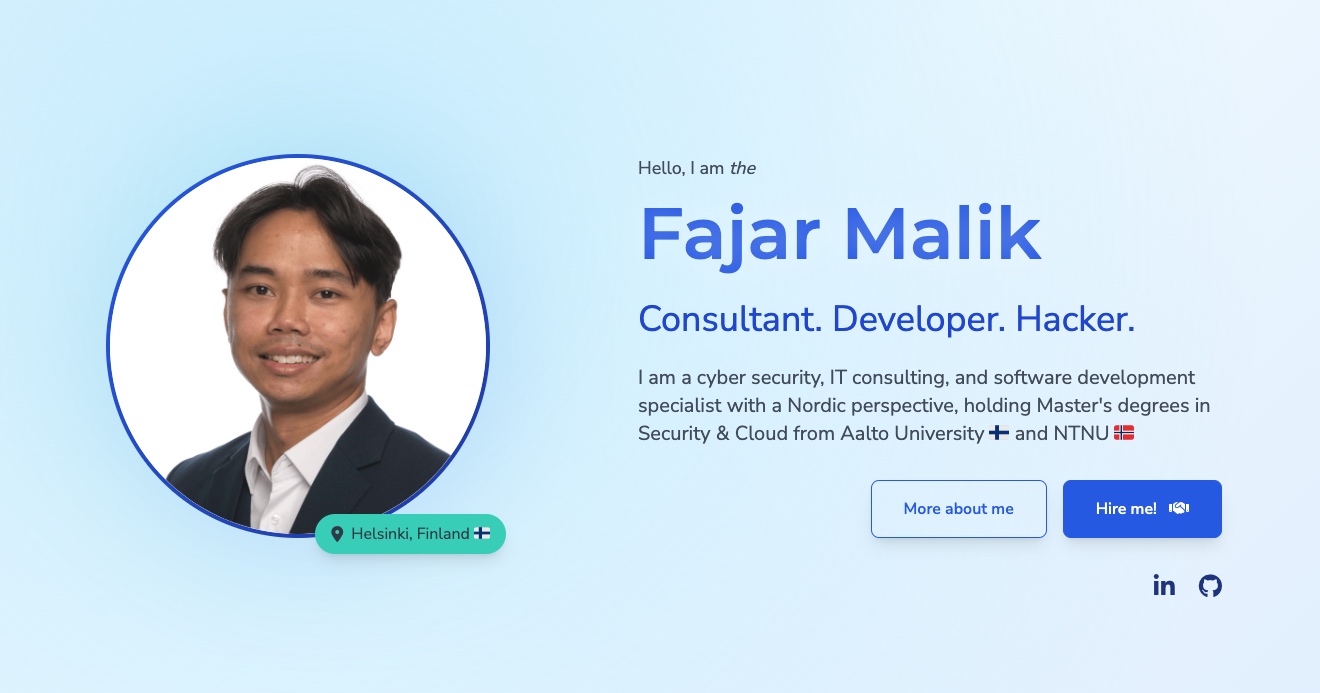 Hello, I am the
Fajar Malik
Consultant. Developer. Hacker.
I am a cyber security, IT consulting, and software development
specialist with a Nordic perspective, holding Master's degrees in
Security & Cloud from Aalto University 🇫🇮 and NTNU 🇳🇴
More about me
Hire me!
Helsinki, Finland 🇫🇮
in